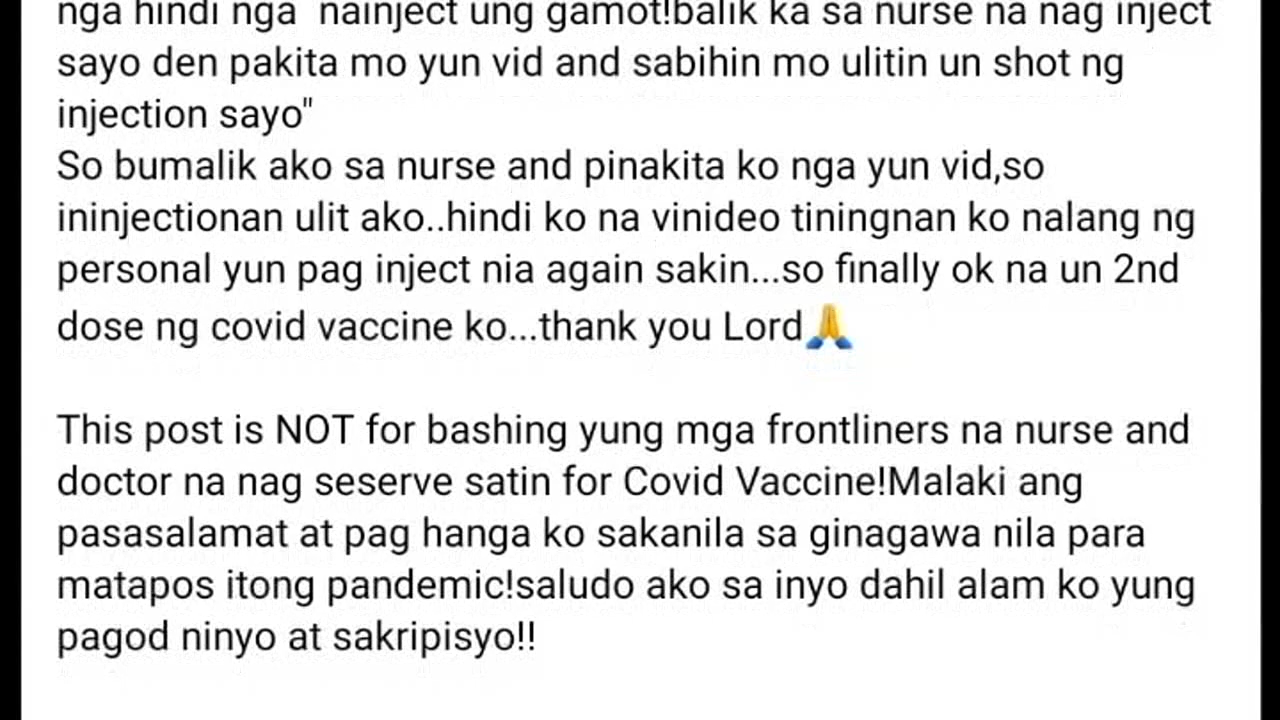 nga hindi nga nainject ung gamot!balik ka sa nurse na nag inject
sayo den pakita mo yun vid and sabihin mo ulitin un shot ng
injection sayo"
So bumalik ako sa nurse and pinakita ko nga yun vid,so
ininjectionan ulit ako..hindi ko na vinideo tiningnan ko nalang ng
personal yun pag inject nia again sakin...so finally ok na un 2nd
dose ng covid vaccine ko...thank you Lord🙏
This post is NOT for bashing yung mga frontliners na nurse and
doctor na nag seserve satin for Covid Vaccine!Malaki ang
pasasalamat at pag hanga ko sakanila sa ginagawa nila para
matapos itong pandemic!saludo ako sa inyo dahil alam ko yung
pagod ninyo at sakripisyo!!